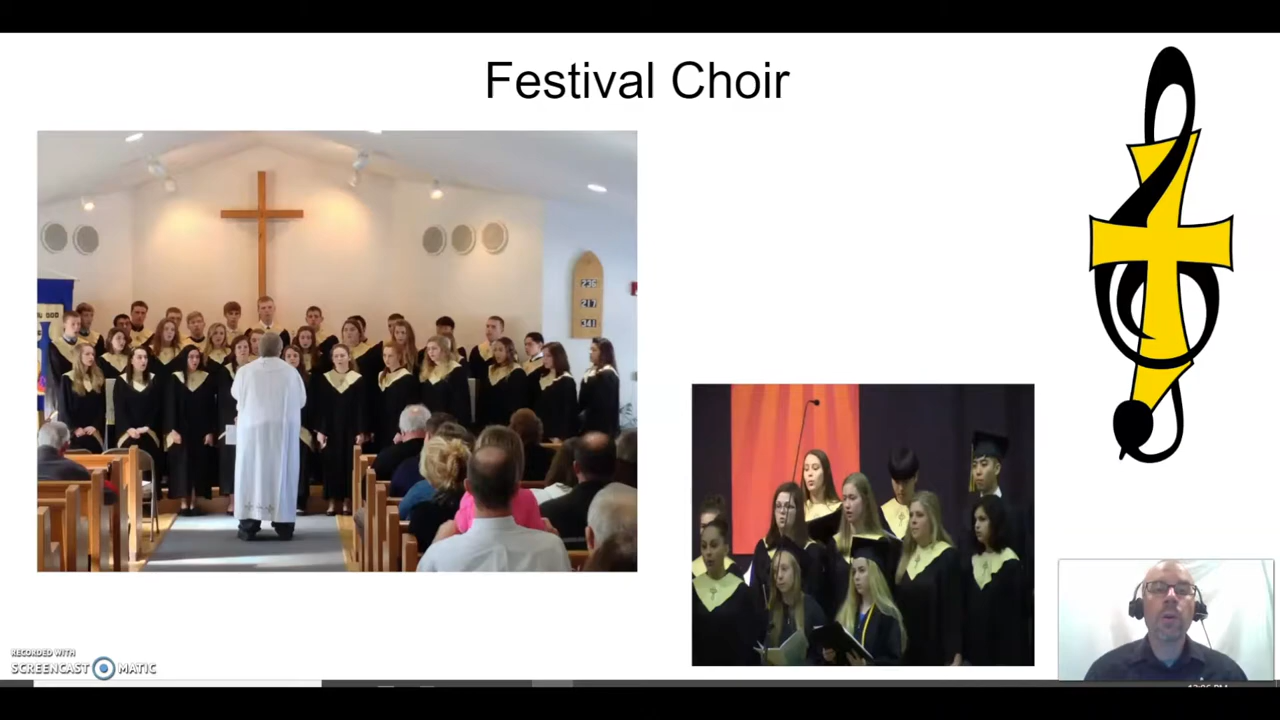 Festival Choir
236
217
341
RECORDED WITH
SCREENCAST MATIC